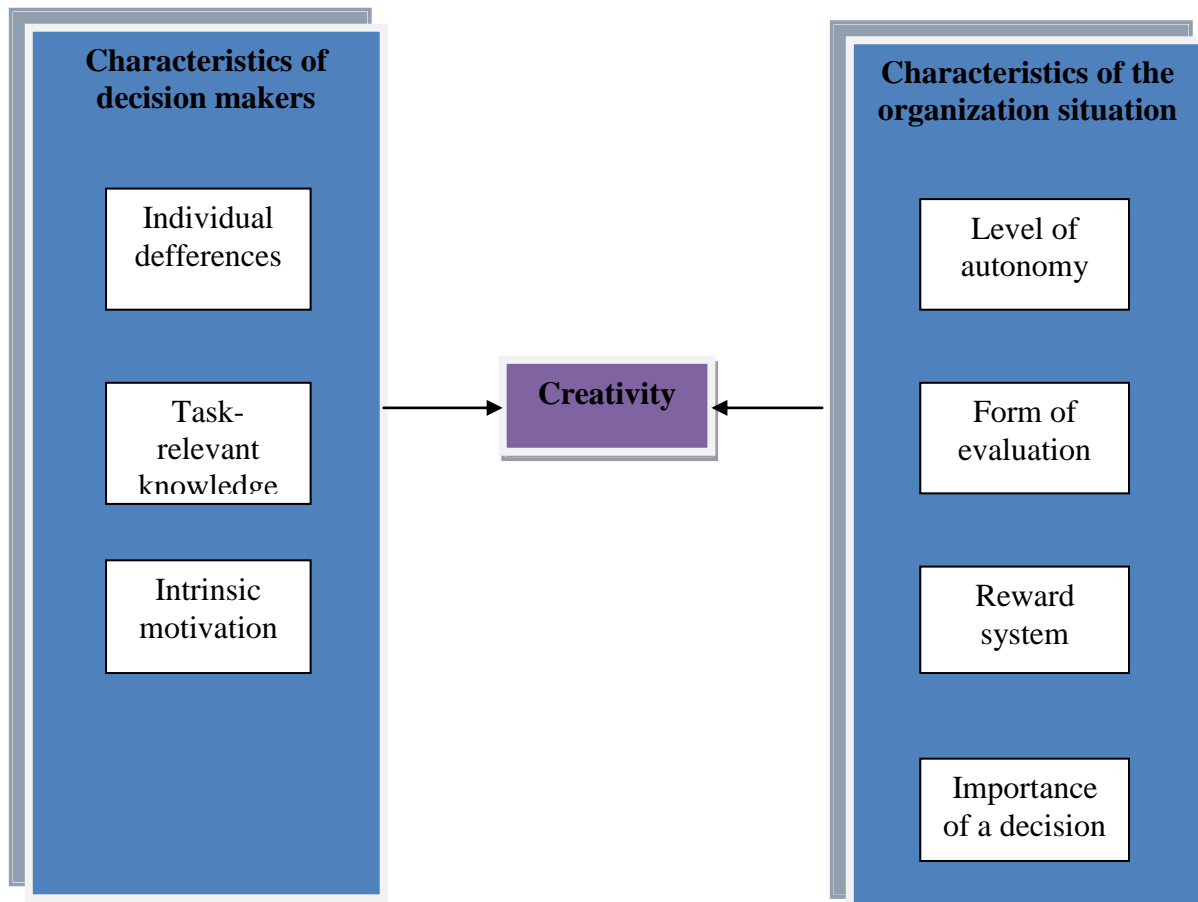 Characteristics of
decision makers
Individual
defferences
Task-
relevant
knowledge
Intrinsic
motivation
Creativity
Characteristics of the
organization situation
Level of
autonomy
Form of
evaluation
Reward
system
Importance
of a decision